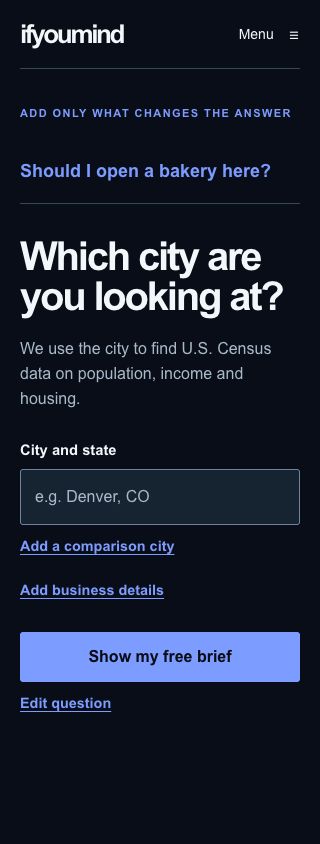 ifyoumind
Menu ≡
ADD ONLY WHAT CHANGES THE ANSWER
Should I open a bakery here?
Which city are
you looking at?
We use the city to find U.S. Census
data on population, income and
housing.
City and state
e.g. Denver, CO
Add a comparison city
Add business details
Show my free brief
Edit question